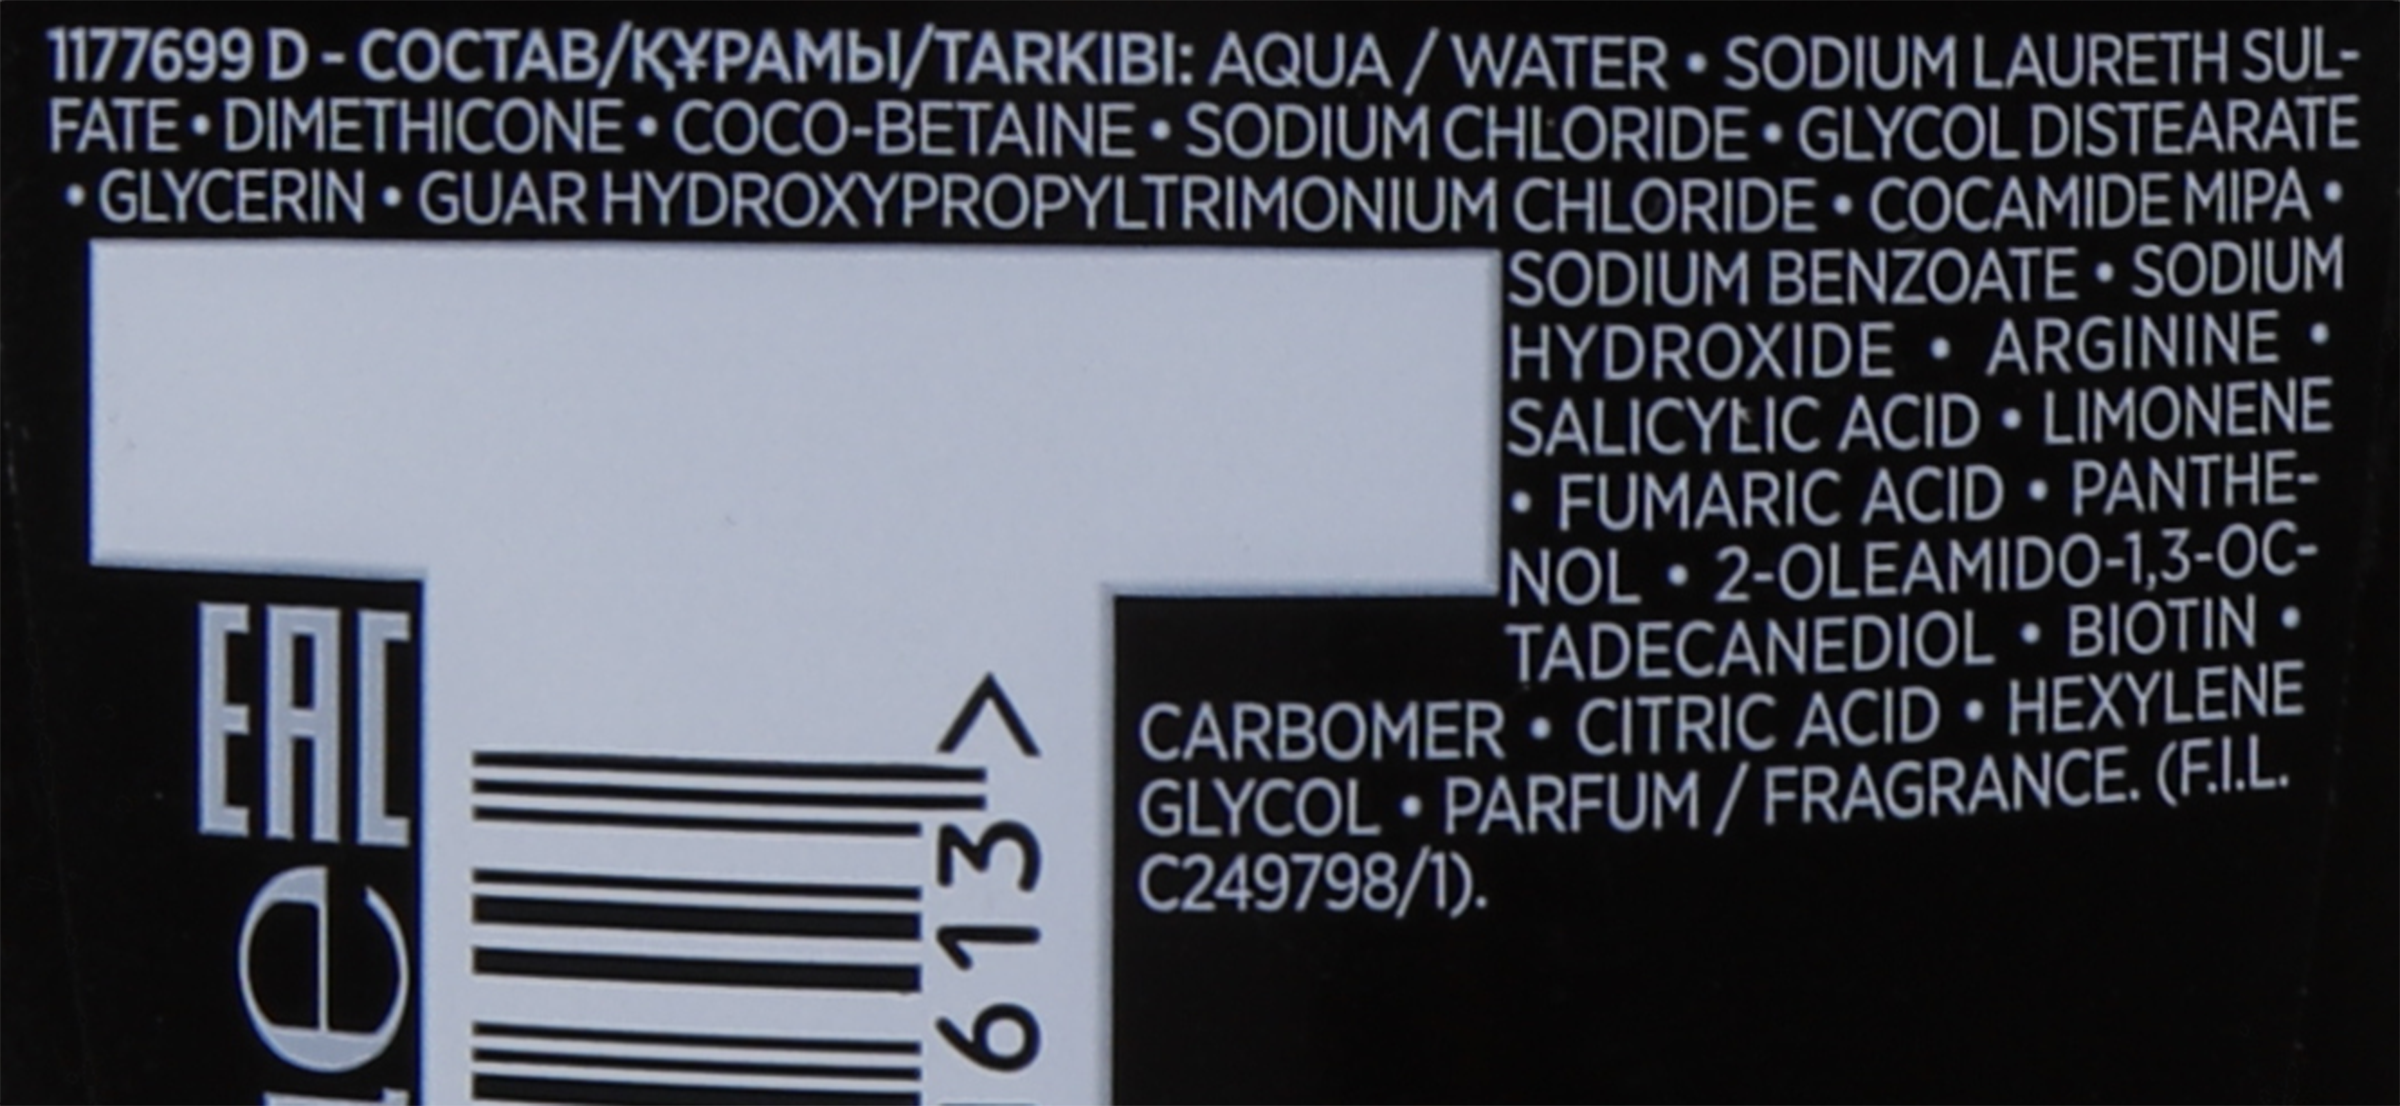 1177699 D - СОСТАВ/ҚҰРАМЫ/TARKIBI: AQUA / WATER • SODIUM LAURETH SUL-
FATE • DIMETHICONE • COCO-BETAINE • SODIUM CHLORIDE • GLYCOL DISTEARATE
• GLYCERIN • GUAR HYDROXYPROPYLTRIMONIUM CHLORIDE • COCAMIDE MIPA •
SODIUM BENZOATE • SODIUM
HYDROXIDE • ARGININE •
SALICYLIC ACID • LIMONENE
• FUMARIC ACID • PANTHE-
NOL • 2-OLEAMIDO-1,3-OC-
TADECANEDIOL • BIOTIN •
CARBOMER • CITRIC ACID • HEXYLENE
GLYCOL • PARFUM / FRAGRANCE. (F.I.L.
C249798/1).
EAC
e
613>